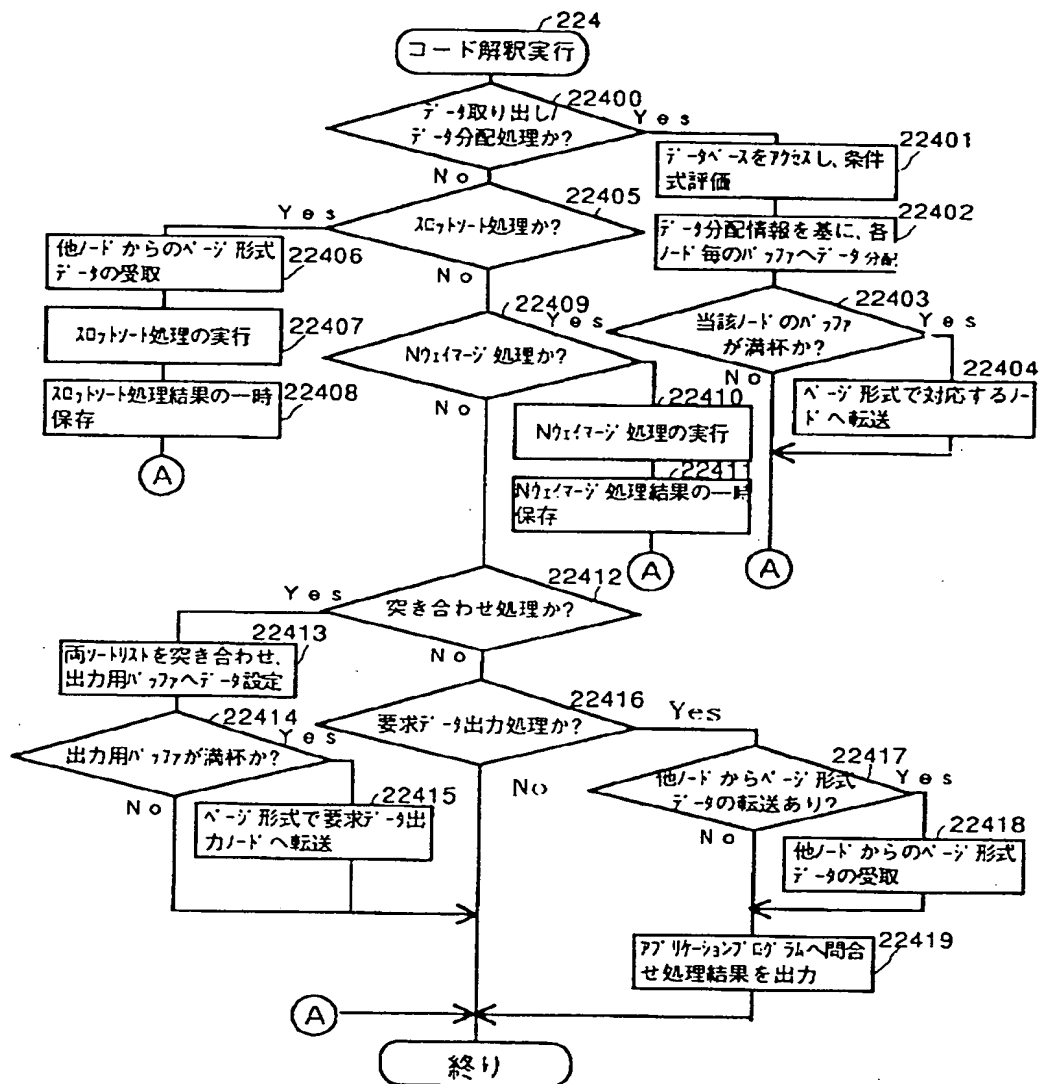 224
コード解釈実行
22400
データ取り出し/
データ分配処理か?
Yes
No
22401
データベースをアクセスし、条件
式評価
22402
データ分配情報を基に、各
ノード毎のバッファへデータ分配
22403
当該ノードのバッファ
が満杯か?
Yes
No
22404
ページ形式で対応するノー
ドへ転送
A
22405
スロットソート処理か?
Yes
No
22406
他ノードからのページ形式
データの受取
22407
スロットソート処理の実行
22408
スロットソート処理結果の一時
保存
A
22409
Nウェイマージ処理か?
Yes
No
22410
Nウェイマージ処理の実行
22411
Nウェイマージ処理結果の一時
保存
A
22412
突き合わせ処理か?
Yes
No
22413
両ソートリストを突き合わせ、
出力用バッファへデータ設定
22414
出力用バッファが満杯か?
Yes
No
22415
ページ形式で要求データ出
力ノードへ転送
22416
要求データ出力処理か?
Yes
No
22417
他ノードからページ形式
データの転送あり?
Yes
No
22418
他ノードからのページ形式
データの受取
22419
アプリケーションプログラムへ問合
せ処理結果を出力
A
終り